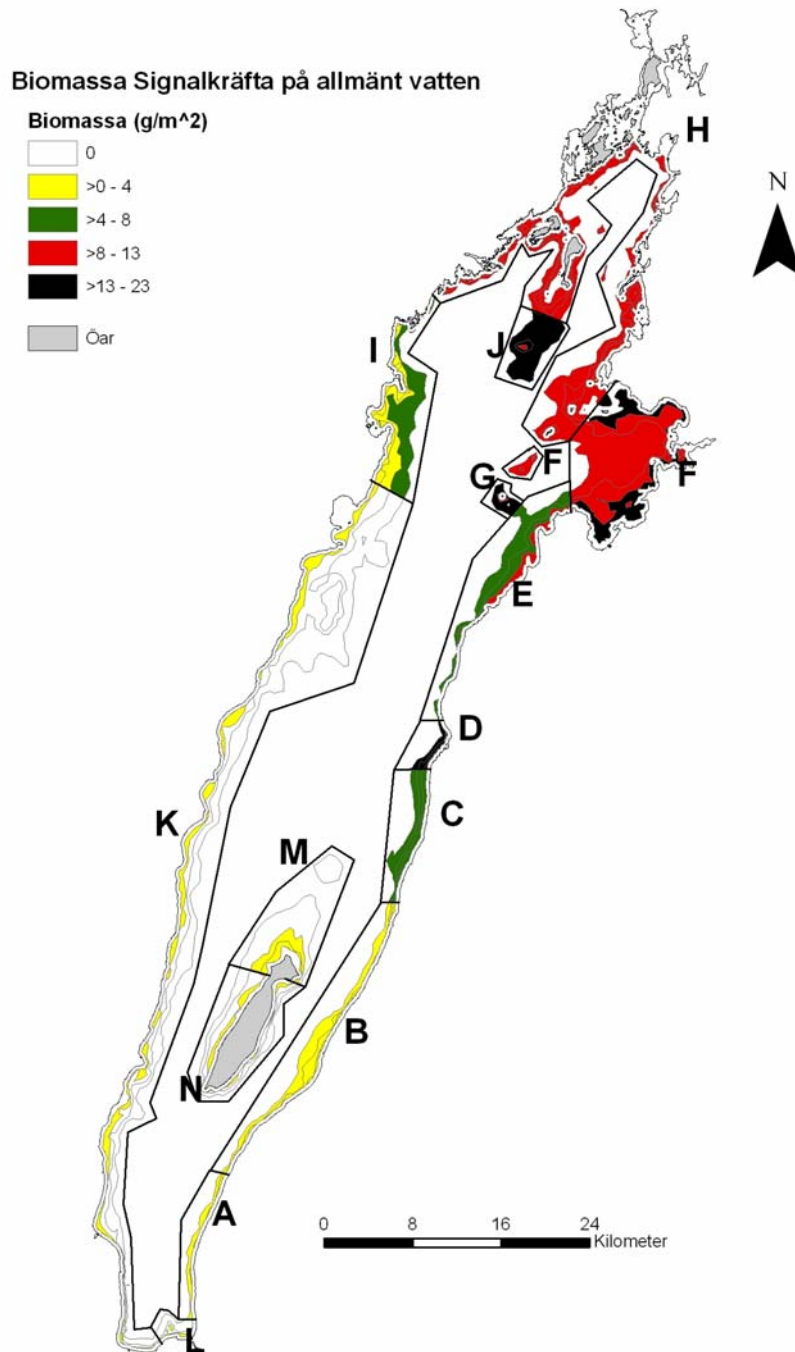 Biomassa Signalkräfta på allmänt vatten
Biomassa (g/m^2)
0
>0 - 4
>4 - 8
>8 - 13
>13 - 23
Öar
H
N
I
J
F
F
G
E
D
C
K
M
B
N
A
0 8 16 24
Kilometer
L